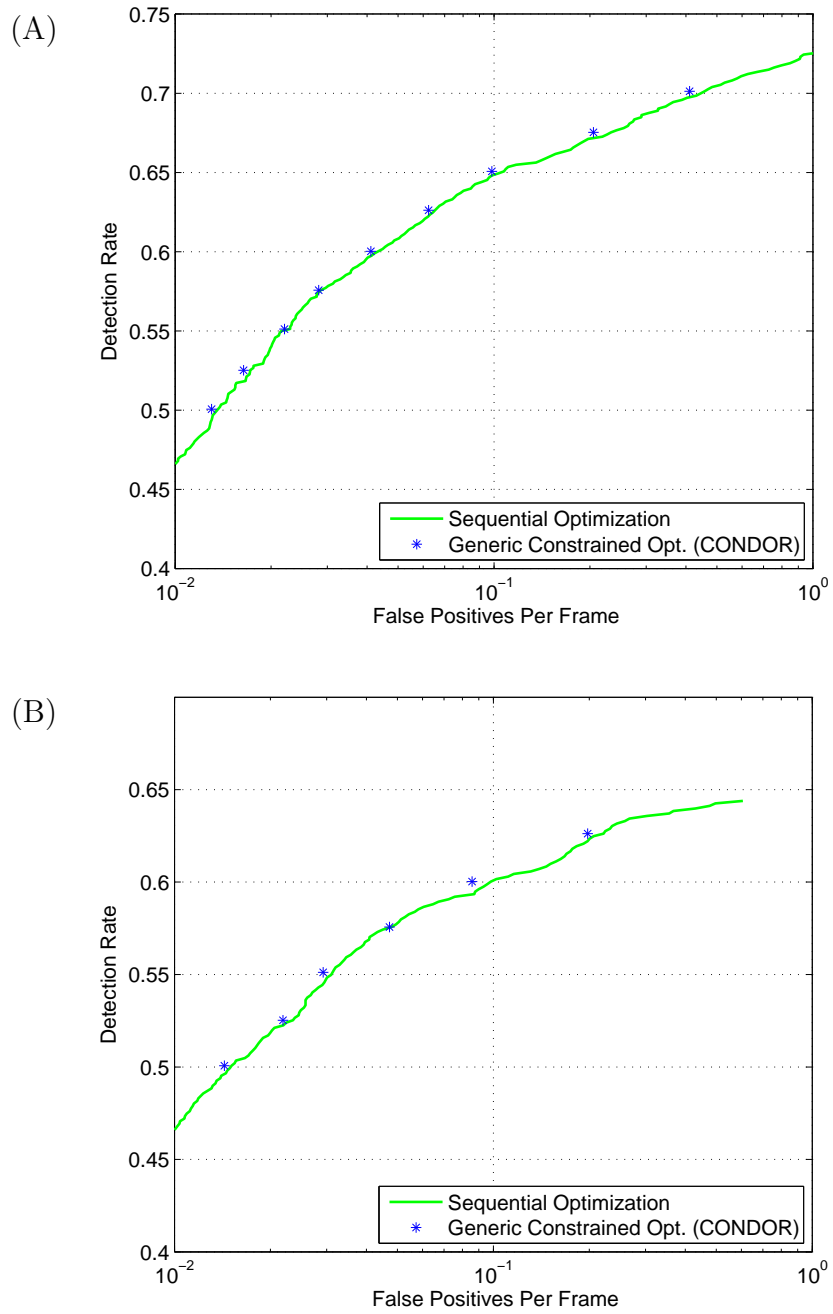 (A)
0.75
0.7
0.65
0.6
0.55
0.5
0.45
0.4
Detection Rate
Sequential Optimization
Generic Constrained Opt. (CONDOR)
10^-2
10^-1
10^0
False Positives Per Frame
(B)
0.65
0.6
0.55
0.5
0.45
0.4
Detection Rate
Sequential Optimization
Generic Constrained Opt. (CONDOR)
10^-2
10^-1
10^0
False Positives Per Frame